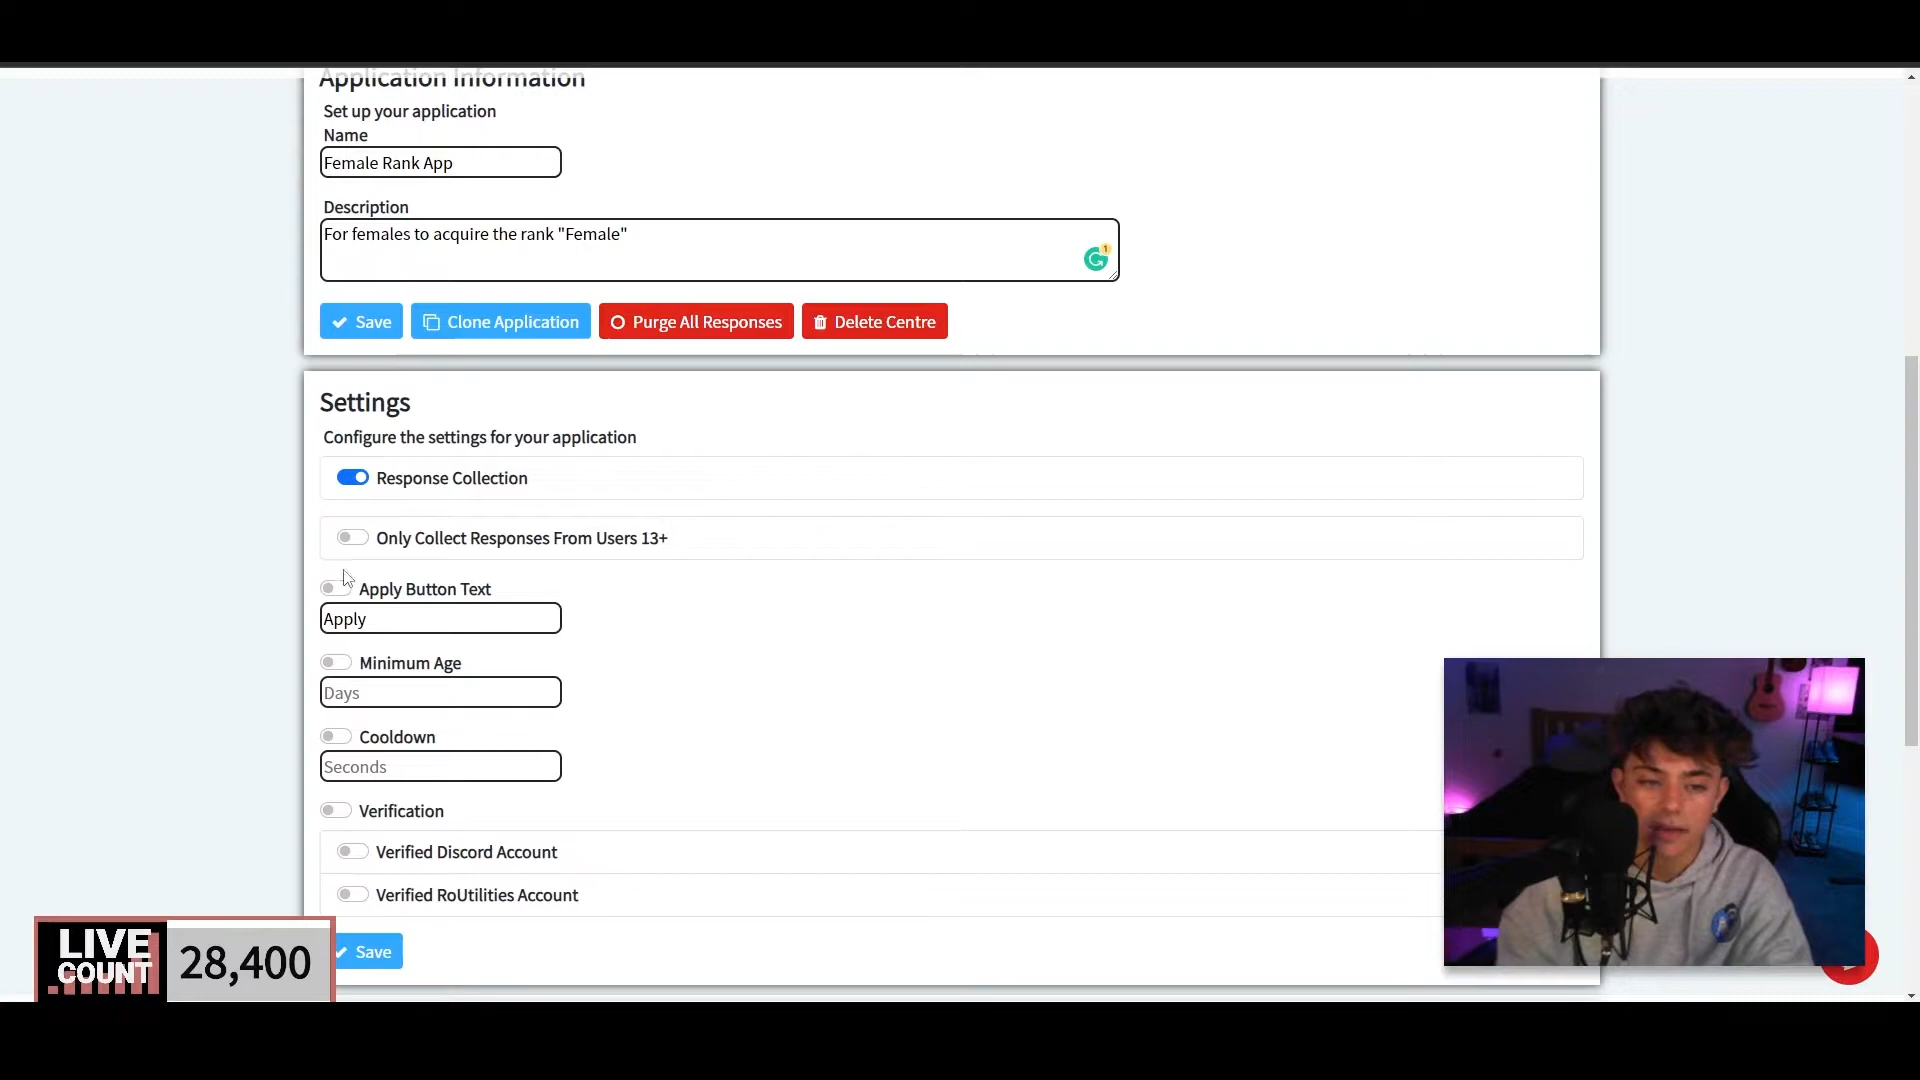 Application Information
Set up your application
Name
Female Rank App
Description
For females to acquire the rank "Female"
1
Save
Clone Application
Purge All Responses
Delete Centre
Settings
Configure the settings for your application
Response Collection
Only Collect Responses From Users 13+
Apply Button Text
Apply
Minimum Age
Days
Cooldown
Seconds
Verification
Verified Discord Account
Verified RoUtilities Account
Save
LIVE
COUNT
28,400